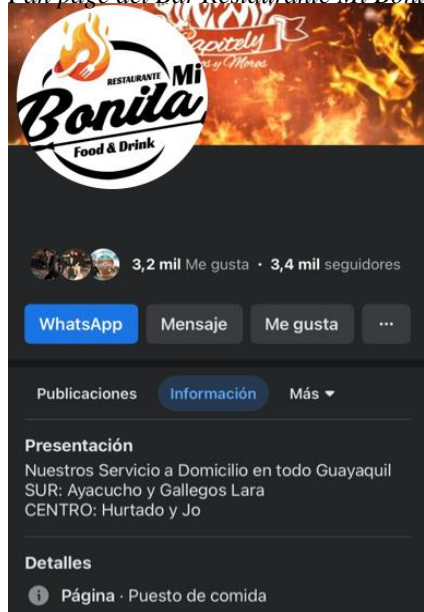 RESTAURANTE
Mi
Bonita
Food & Drink
3,2 mil Me gusta · 3,4 mil seguidores
WhatsApp
Mensaje
Me gusta
...
Publicaciones
Información
Más
Presentación
Nuestros Servicio a Domicilio en todo Guayaquil
SUR: Ayacucho y Gallegos Lara
CENTRO: Hurtado y Jo
Detalles
Página · Puesto de comida